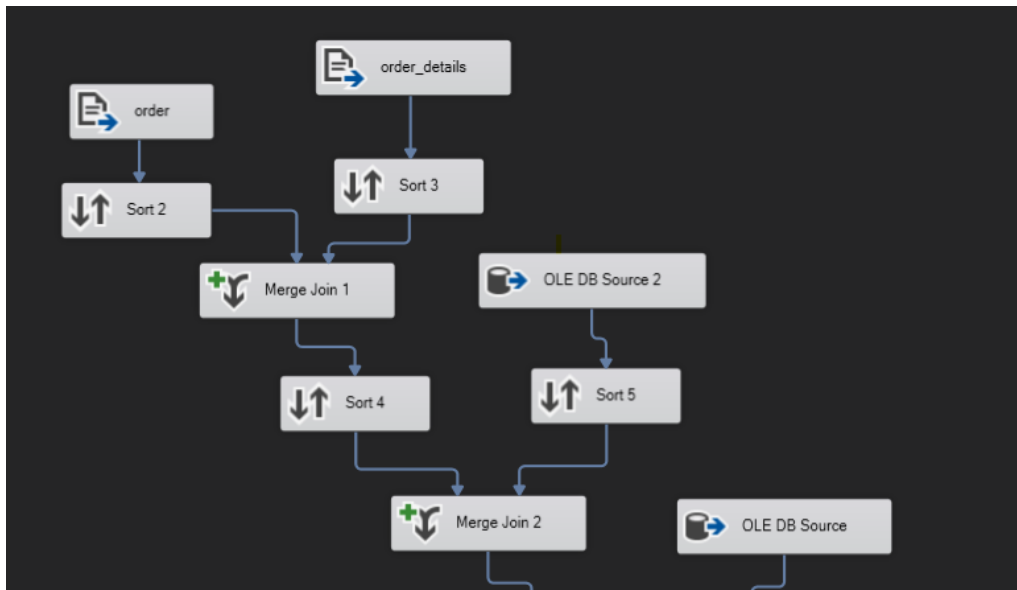 order_details
order
Sort 3
Sort 2
OLE DB Source 2
Merge Join 1
Sort 5
Sort 4
Merge Join 2
OLE DB Source